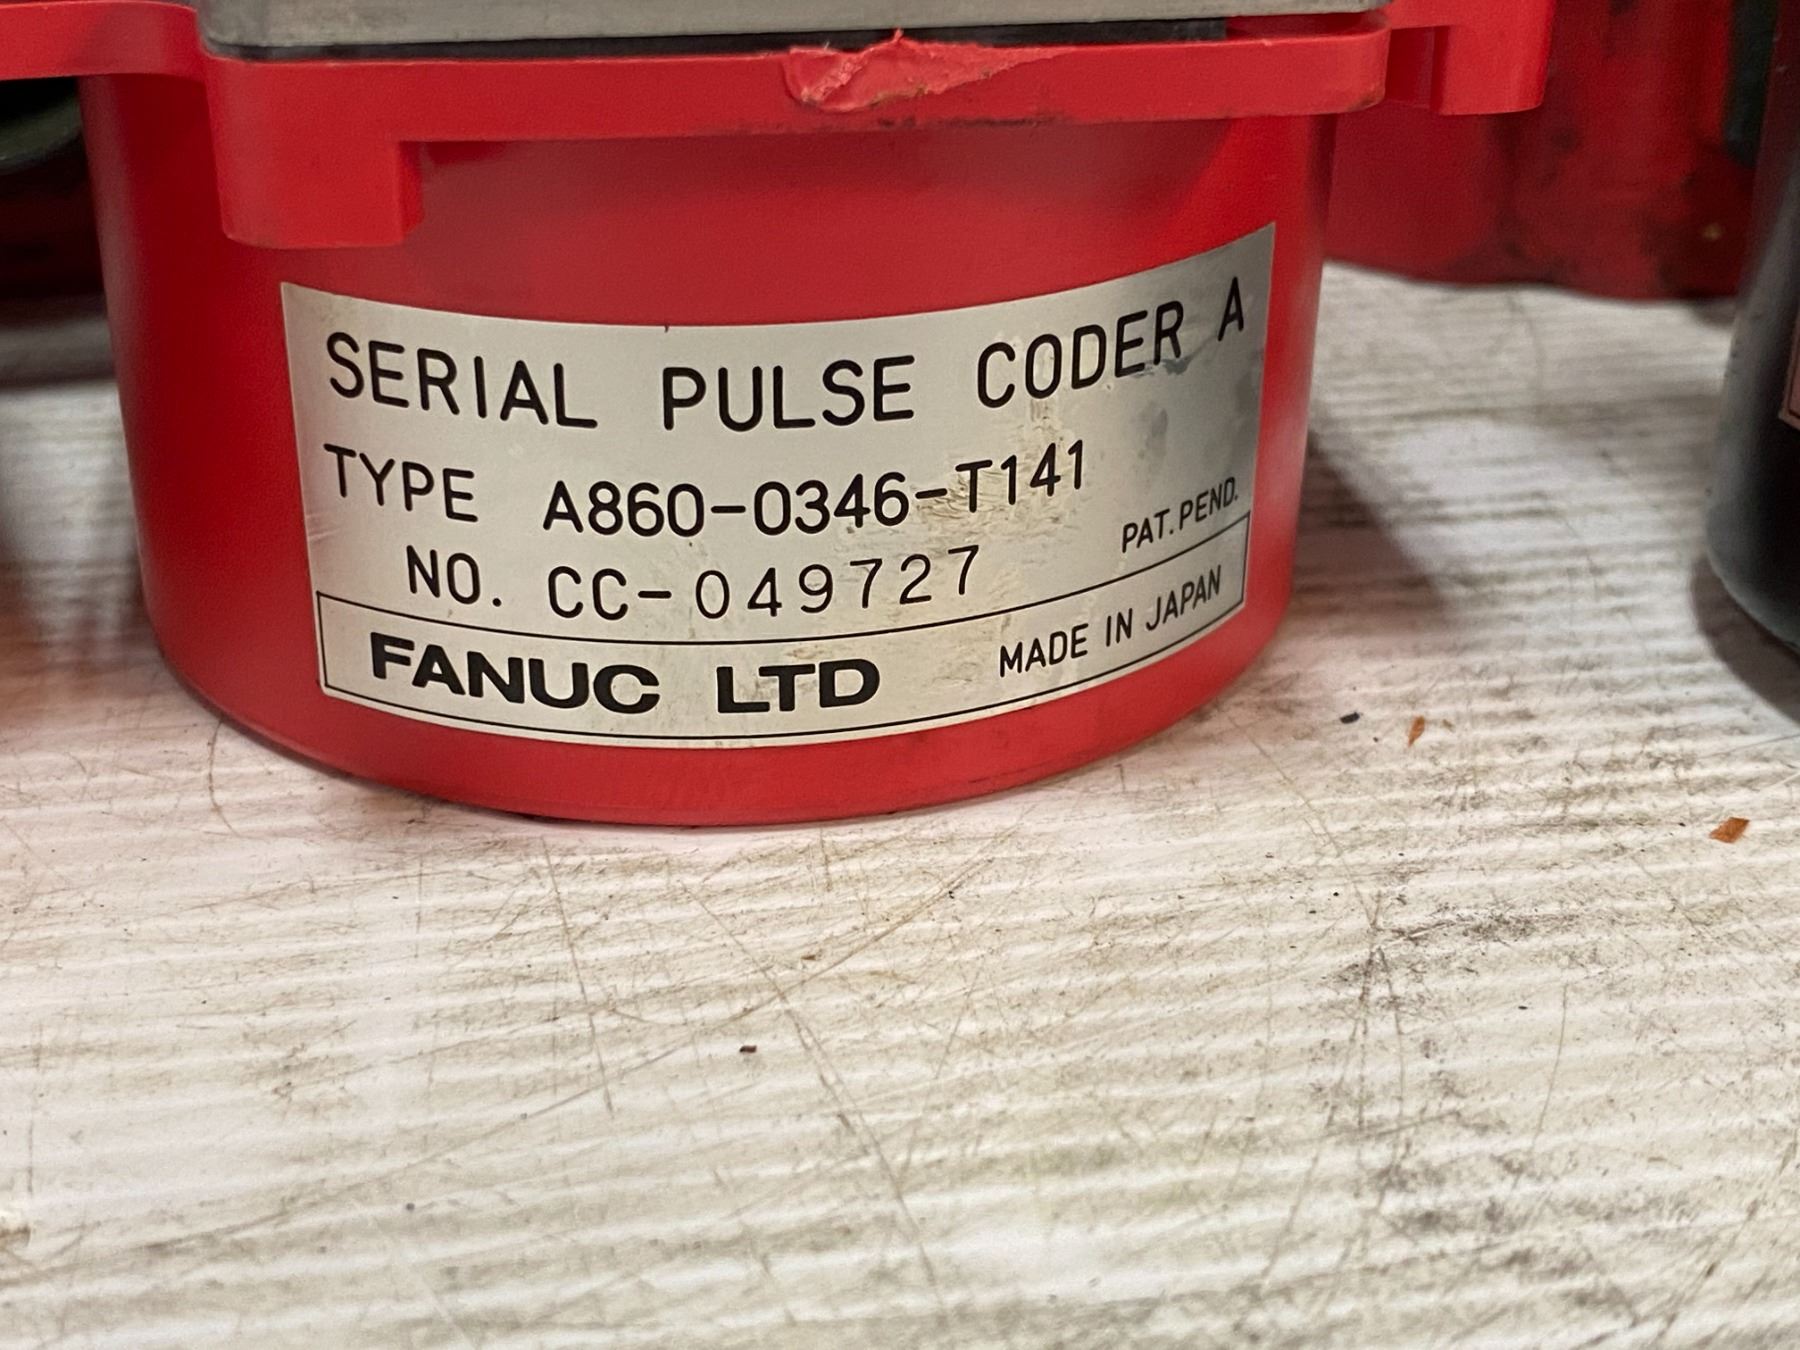 SERIAL PULSE CODER A
TYPE A860-0346-T141
NO. CC-049727 PAT.PEND.
FANUC LTD MADE IN JAPAN